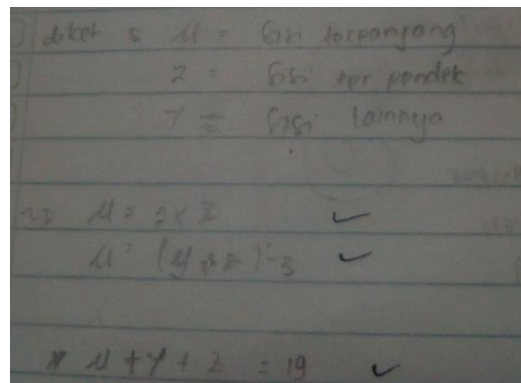 diket : x = sisi terpanjang
z = sisi ter pendek
y = sisi lainnya
x = 2 x z ✓
x = (y + z) - 3 ✓
x + y + z = 19 ✓